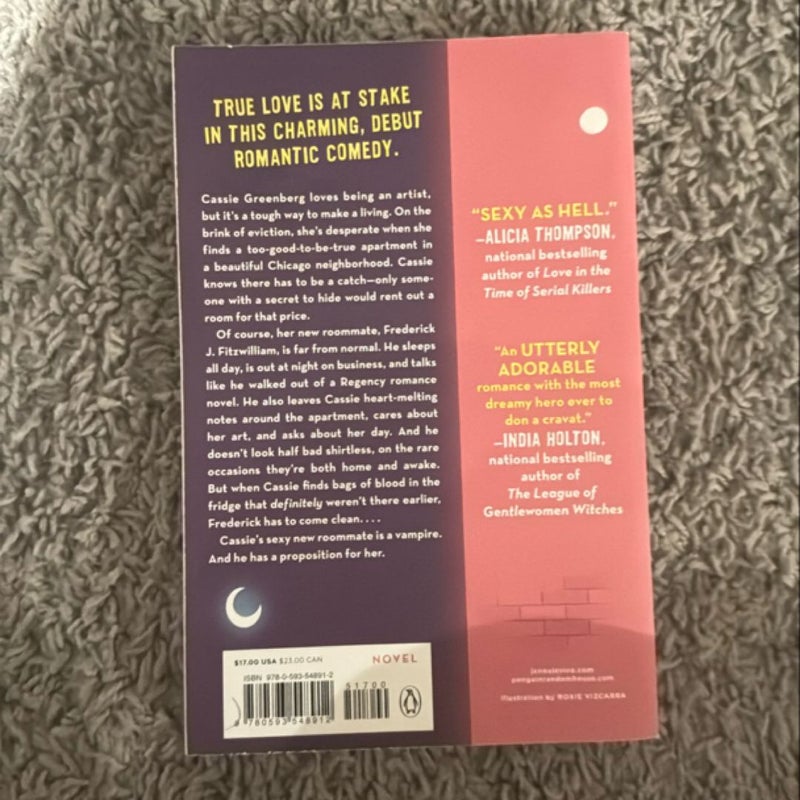 TRUE LOVE IS AT STAKE
IN THIS CHARMING, DEBUT
ROMANTIC COMEDY.
Cassie Greenberg loves being an artist,
but it's a tough way to make a living. On the
brink of eviction, she's desperate when she
finds a too-good-to-be-true apartment in
a beautiful Chicago neighborhood. Cassie
knows there has to be a catch—only some-
one with a secret to hide would rent out a
room for that price.
Of course, her new roommate, Frederick
J. Fitzwilliam, is far from normal. He sleeps
all day, is out at night on business, and talks
like he walked out of a Regency romance
novel. He also leaves Cassie heart-melting
notes around the apartment, cares about
her art, and asks about her day. And he
doesn't look half bad shirtless, on the rare
occasions they're both home and awake.
But when Cassie finds bags of blood in the
fridge that definitely weren't there earlier,
Frederick has to come clean....
Cassie's sexy new roommate is a vampire.
And he has a proposition for her.
$17.00 USA $23.00 CAN
NOVEL
ISBN 978-0-593-54891-2
51700
9 780593 548912
"SEXY AS HELL."
—ALICIA THOMPSON,
national bestselling
author of Love in the
Time of Serial Killers
"An UTTERLY
ADORABLE
romance with the most
dreamy hero ever to
don a cravat."
—INDIA HOLTON,
national bestselling
author of
The League of
Gentlewomen Witches
jennalevine.com
penguinrandomhouse.com
Illustration by ROXIE VIZCARRA